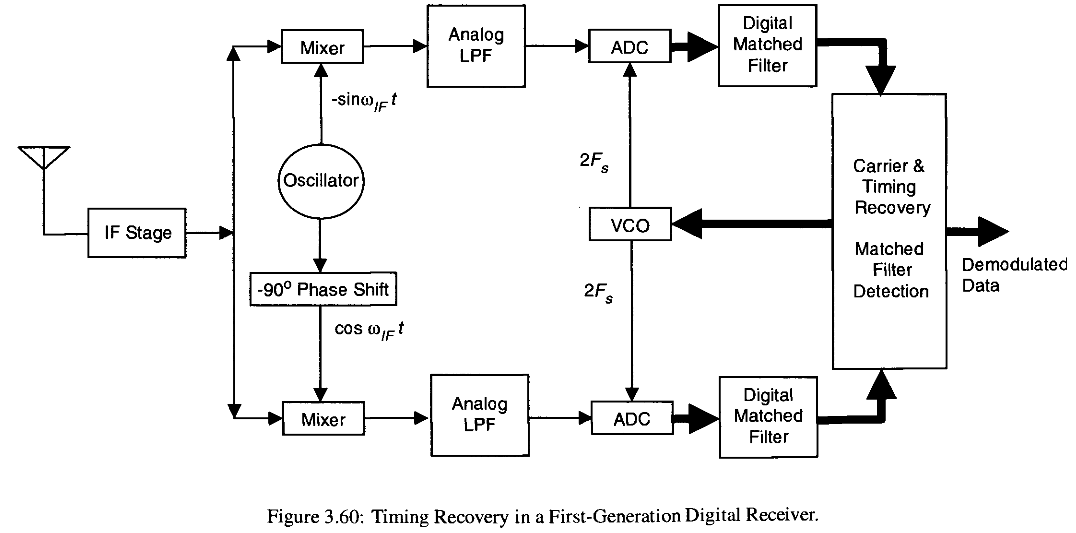 Mixer
Analog
LPF
ADC
Digital
Matched
Filter
-sinω_IF t
Oscillator
2F_s
Carrier &
Timing
Recovery
IF Stage
VCO
Matched
Filter
Detection
Demodulated
Data
-90° Phase Shift
2F_s
cos ω_IF t
Mixer
Analog
LPF
ADC
Digital
Matched
Filter
Figure 3.60: Timing Recovery in a First-Generation Digital Receiver.